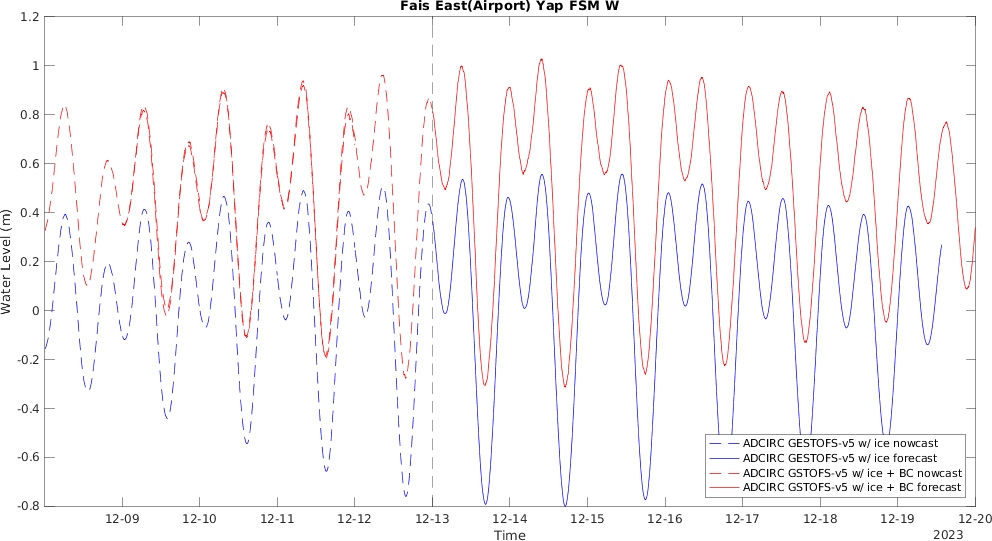 Fais East(Airport) Yap FSM W
1.2
1
0.8
0.6
0.4
0.2
0
-0.2
-0.4
-0.6
-0.8
Water Level (m)
ADCIRC GESTOFS-v5 w/ ice nowcast
ADCIRC GESTOFS-v5 w/ ice forecast
ADCIRC GSTOFS-v5 w/ ice + BC nowcast
ADCIRC GSTOFS-v5 w/ ice + BC forecast
12-09 12-10 12-11 12-12 12-13 12-14 12-15 12-16 12-17 12-18 12-19 12-20
Time
2023